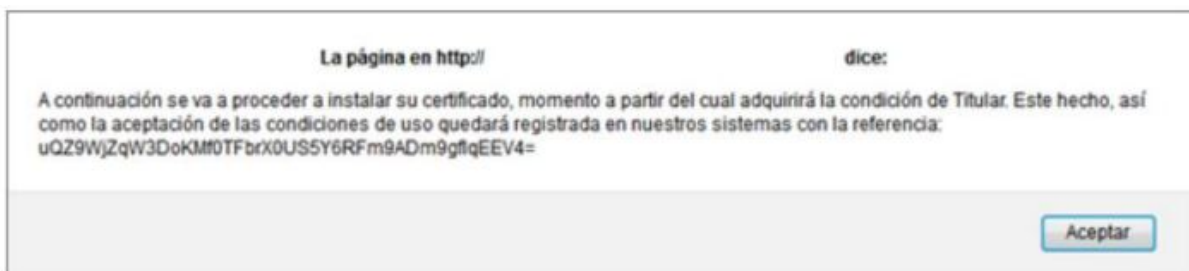 La página en http:// dice:
A continuación se va a proceder a instalar su certificado, momento a partir del cual adquirirá la condición de Titular. Este hecho, así
como la aceptación de las condiciones de uso quedará registrada en nuestros sistemas con la referencia:
uQZ9WjZqW3DoKMf0TFbrX0US5Y6RFm9ADm9gflqEEV4=
Aceptar